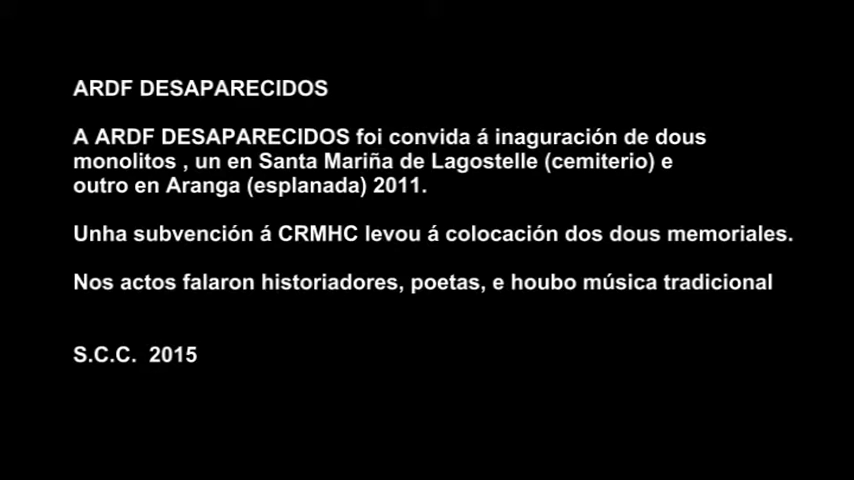 ARDF DESAPARECIDOS
A ARDF DESAPARECIDOS foi convida á inaguración de dous
monolitos , un en Santa Mariña de Lagostelle (cemiterio) e
outro en Aranga (esplanada) 2011.
Unha subvención á CRMHC levou á colocación dos dous memoriales.
Nos actos falaron historiadores, poetas, e houbo música tradicional
S.C.C.  2015